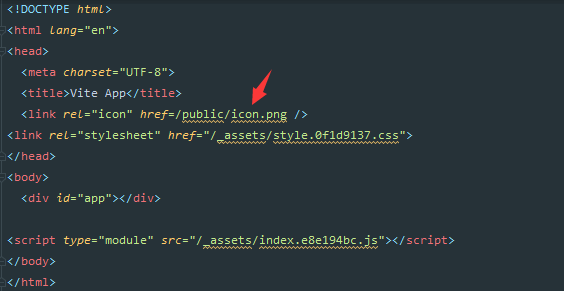 <!DOCTYPE html>
<html lang="en">
<head>
<meta charset="UTF-8">
<title>Vite App</title>
<link rel="icon" href=/public/icon.png />
<link rel="stylesheet" href="/_assets/style.0f1d9137.css">
</head>
<body>
<div id="app"></div>
<script type="module" src="/_assets/index.e8e194bc.js"></script>
</body>
</html>